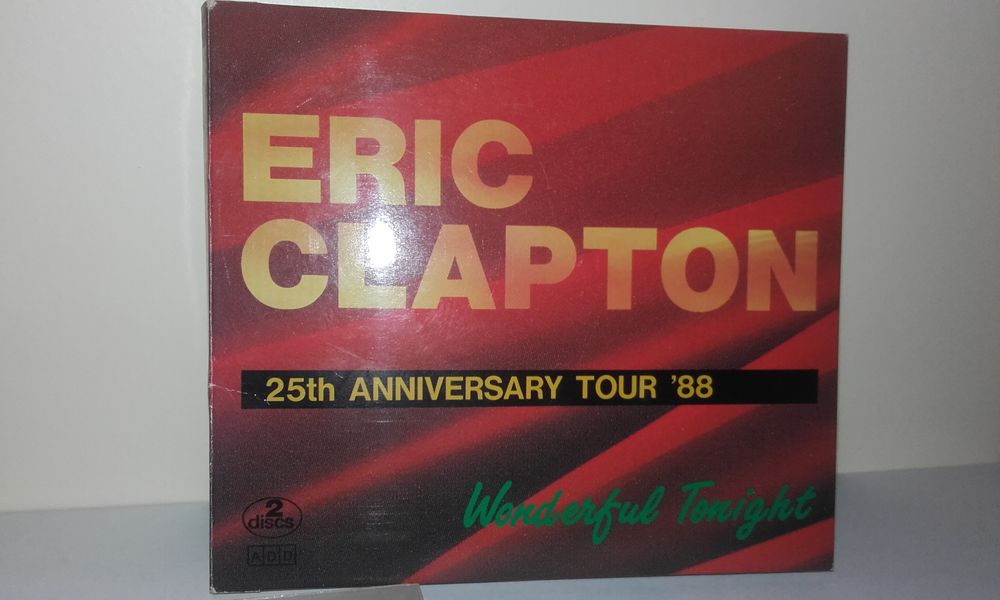 ERIC
CLAPTON
25th ANNIVERSARY TOUR '88
Wonderful Tonight
2
discs
ADD